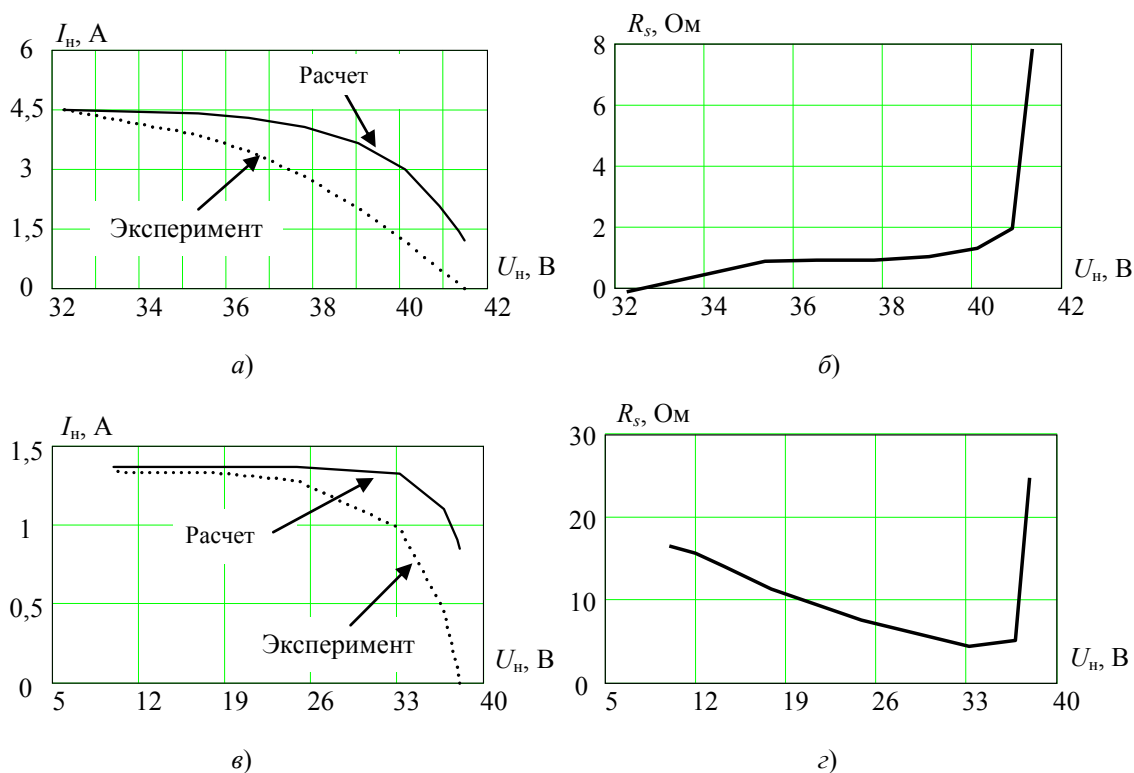 Iн, А
6
4,5
3
1,5
0
Расчет
Эксперимент
Uн, В
32 34 36 38 40 42
а)
Rs, Ом
8
6
4
2
0
Uн, В
32 34 36 38 40 42
б)
Iн, А
1,5
1
0,5
0
Расчет
Эксперимент
Uн, В
5 12 19 26 33 40
в)
Rs, Ом
30
20
10
0
Uн, В
5 12 19 26 33 40
г)